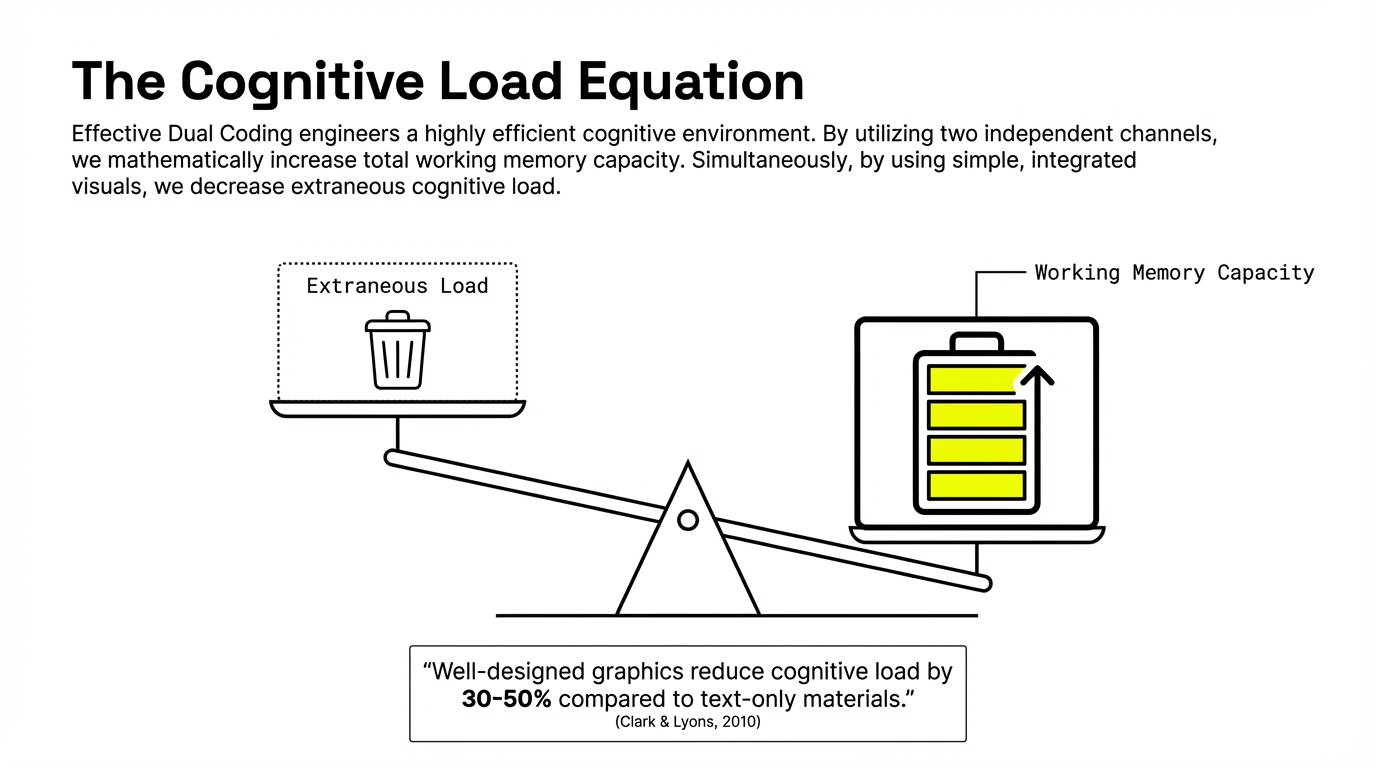 The Cognitive Load Equation
Effective Dual Coding engineers a highly efficient cognitive environment. By utilizing two independent channels,
we mathematically increase total working memory capacity. Simultaneously, by using simple, integrated
visuals, we decrease extraneous cognitive load.
Extraneous Load
Working Memory Capacity
“Well-designed graphics reduce cognitive load by
30-50% compared to text-only materials.”
(Clark & Lyons, 2010)